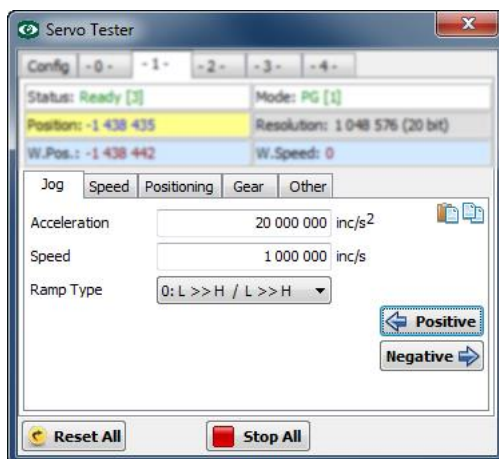 Servo Tester
Config - 0 - - 1 - - 2 - - 3 - - 4 -
Status: Ready [3] Mode: PG [1]
Position: -1 438 435 Resolution: 1 048 576 (20 bit)
W.Pos.: -1 438 442 W.Speed: 0
Jog Speed Positioning Gear Other
Acceleration 20 000 000 inc/s2
Speed 1 000 000 inc/s
Ramp Type 0: L >> H / L >> H
Positive
Negative
Reset All Stop All